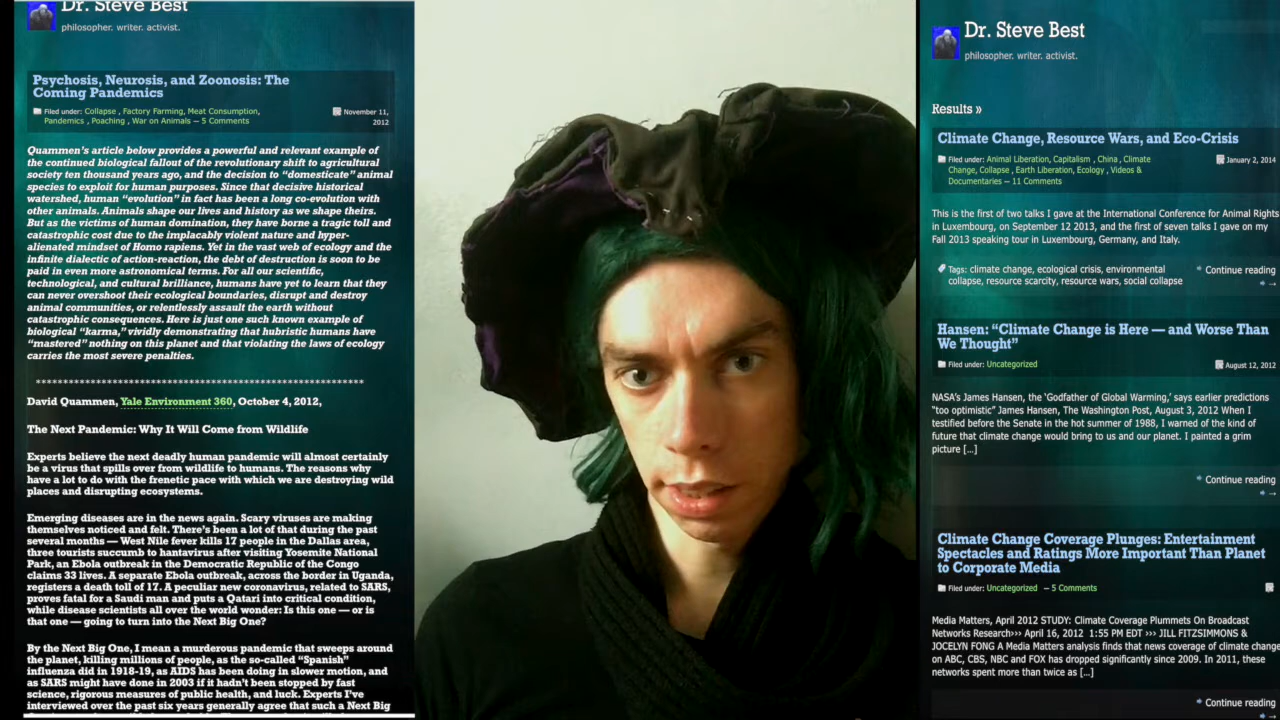 Dr. Steve Best
philosopher. writer. activist.
Psychosis, Neurosis, and Zoonosis: The
Coming Pandemics
Filed under: Collapse , Factory Farming, Meat Consumption,
Pandemics , Poaching , War on Animals — 5 Comments
November 11,
2012
Quammen's article below provides a powerful and relevant example of
the continued biological fallout of the revolutionary shift to agricultural
society ten thousand years ago, and the decision to “domesticate” animal
species to exploit for human purposes. Since that decisive historical
watershed, human “evolution” in fact has been a long co-evolution with
other animals. Animals shape our lives and history as we shape theirs.
But as the victims of human domination, they have borne a tragic toll and
catastrophic cost due to the implacably violent nature and hyper-
alienated mindset of Homo rapiens. Yet in the vast web of ecology and the
infinite dialectic of action-reaction, the debt of destruction is soon to be
paid in even more astronomical terms. For all our scientific,
technological, and cultural brilliance, humans have yet to learn that they
can never overshoot their ecological boundaries, disrupt and destroy
animal communities, or relentlessly assault the earth without
catastrophic consequences. Here is just one such known example of
biological “karma,” vividly demonstrating that hubristic humans have
“mastered” nothing on this planet and that violating the laws of ecology
carries the most severe penalties.
*************************************************************
David Quammen, Yale Environment 360, October 4, 2012,
The Next Pandemic: Why It Will Come from Wildlife
Experts believe the next deadly human pandemic will almost certainly
be a virus that spills over from wildlife to humans. The reasons why
have a lot to do with the frenetic pace with which we are destroying wild
places and disrupting ecosystems.
Emerging diseases are in the news again. Scary viruses are making
themselves noticed and felt. There's been a lot of that during the past
several months — West Nile fever kills 17 people in the Dallas area,
three tourists succumb to hantavirus after visiting Yosemite National
Park, an Ebola outbreak in the Democratic Republic of the Congo
claims 33 lives. A separate Ebola outbreak, across the border in Uganda,
registers a death toll of 17. A peculiar new coronavirus, related to SARS,
proves fatal for a Saudi man and puts a Qatari into critical condition,
while disease scientists all over the world wonder: Is this one — or is
that one — going to turn into the Next Big One?
By the Next Big One, I mean a murderous pandemic that sweeps around
the planet, killing millions of people, as the so-called “Spanish”
influenza did in 1918-19, as AIDS has been doing in slower motion, and
as SARS might have done in 2003 if it hadn't been stopped by fast
science, rigorous measures of public health, and luck. Experts I've
interviewed over the past six years generally agree that such a Next Big
Dr. Steve Best
philosopher. writer. activist.
Results »
Climate Change, Resource Wars, and Eco-Crisis
Filed under: Animal Liberation, Capitalism , China , Climate
Change, Collapse , Earth Liberation, Ecology , Videos &
Documentaries — 11 Comments
January 2, 2014
This is the first of two talks I gave at the International Conference for Animal Rights
in Luxembourg, on September 12 2013, and the first of seven talks I gave on my
Fall 2013 speaking tour in Luxembourg, Germany, and Italy.
Tags: climate change, ecological crisis, environmental
collapse, resource scarcity, resource wars, social collapse
Continue reading
→
Hansen: “Climate Change is Here — and Worse Than
We Thought”
Filed under: Uncategorized
August 12, 2012
NASA's James Hansen, the ‘Godfather of Global Warming,’ says earlier predictions
“too optimistic” James Hansen, The Washington Post, August 3, 2012 When I
testified before the Senate in the hot summer of 1988, I warned of the kind of
future that climate change would bring to us and our planet. I painted a grim
picture [...]
Continue reading
→
Climate Change Coverage Plunges: Entertainment
Spectacles and Ratings More Important Than Planet
to Corporate Media
Filed under: Uncategorized — 5 Comments
Media Matters, April 2012 STUDY: Climate Coverage Plummets On Broadcast
Networks Research››› April 16, 2012 1:55 PM EDT ››› JILL FITZSIMMONS &
JOCELYN FONG A Media Matters analysis finds that news coverage of climate change
on ABC, CBS, NBC and FOX has dropped significantly since 2009. In 2011, these
networks spent more than twice as [...]
Continue reading
→